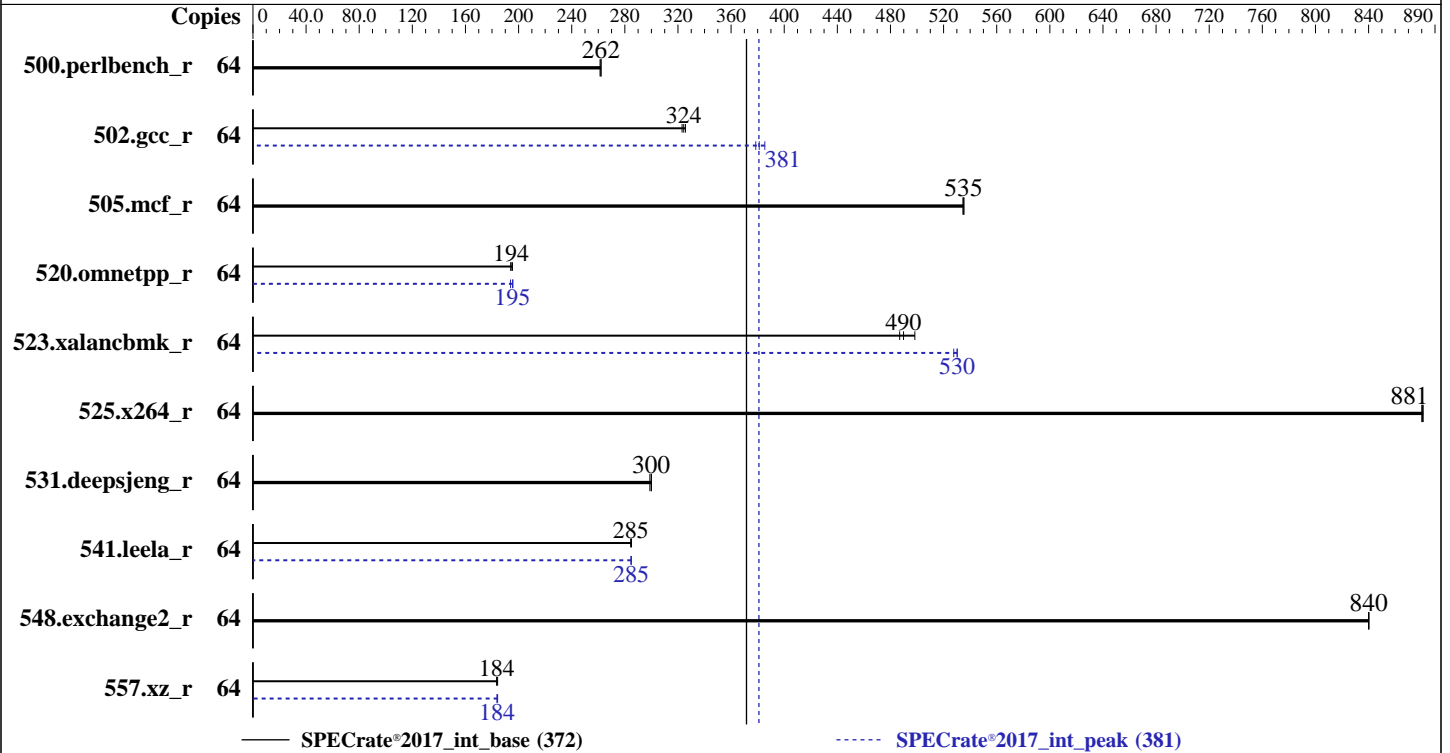 Copies 0 40.0 80.0 120 160 200 240 280 320 360 400 440 480 520 560 600 640 680 720 760 800 840 890
262
500.perlbench_r 64
324
502.gcc_r 64
381
535
505.mcf_r 64
194
520.omnetpp_r 64
195
490
523.xalancbmk_r 64
530
881
525.x264_r 64
300
531.deepsjeng_r 64
285
541.leela_r 64
285
840
548.exchange2_r 64
184
557.xz_r 64
184
SPECrate®2017_int_base (372) SPECrate®2017_int_peak (381)